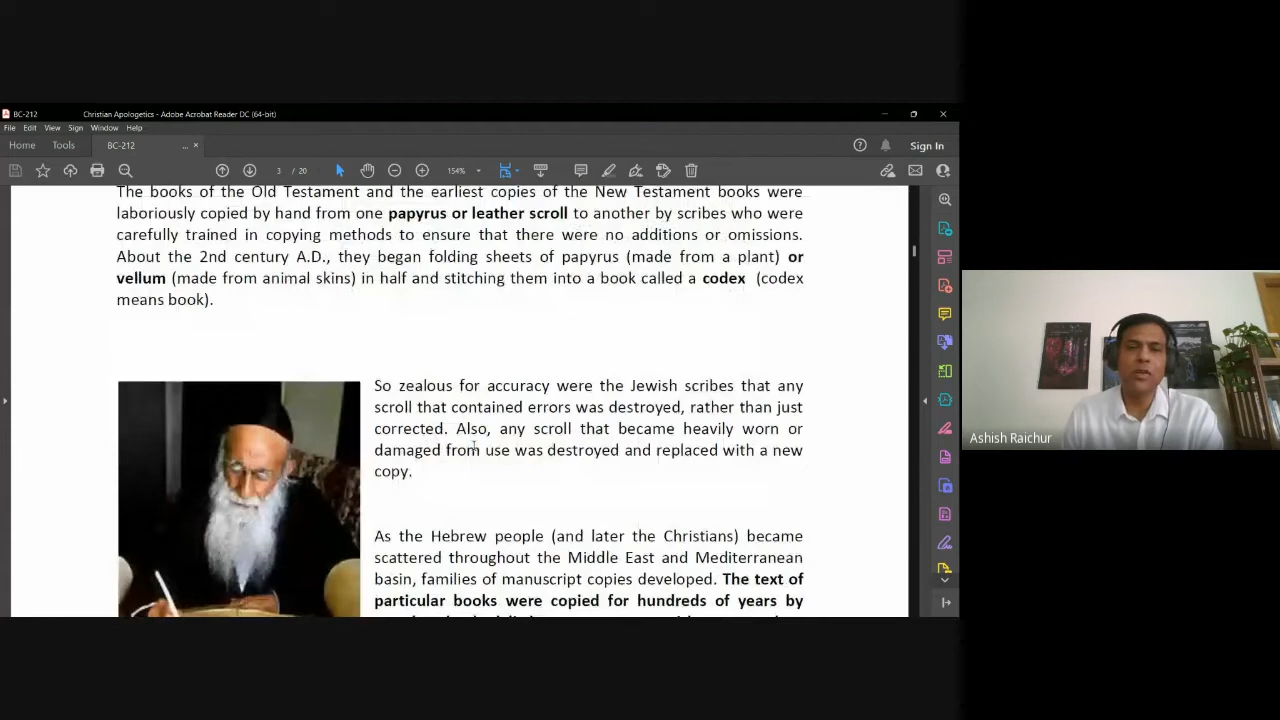 BC-212 Christian Apologetics - Adobe Acrobat Reader DC (64-bit)
File Edit View Sign Window Help
Home Tools BC-212 ... × Sign In
3 / 20 154%
The books of the Old Testament and the earliest copies of the New Testament books were
laboriously copied by hand from one papyrus or leather scroll to another by scribes who were
carefully trained in copying methods to ensure that there were no additions or omissions.
About the 2nd century A.D., they began folding sheets of papyrus (made from a plant) or
vellum (made from animal skins) in half and stitching them into a book called a codex (codex
means book).
So zealous for accuracy were the Jewish scribes that any
scroll that contained errors was destroyed, rather than just
corrected. Also, any scroll that became heavily worn or
damaged from use was destroyed and replaced with a new
copy.
As the Hebrew people (and later the Christians) became
scattered throughout the Middle East and Mediterranean
basin, families of manuscript copies developed. The text of
particular books were copied for hundreds of years by
Ashish Raichur